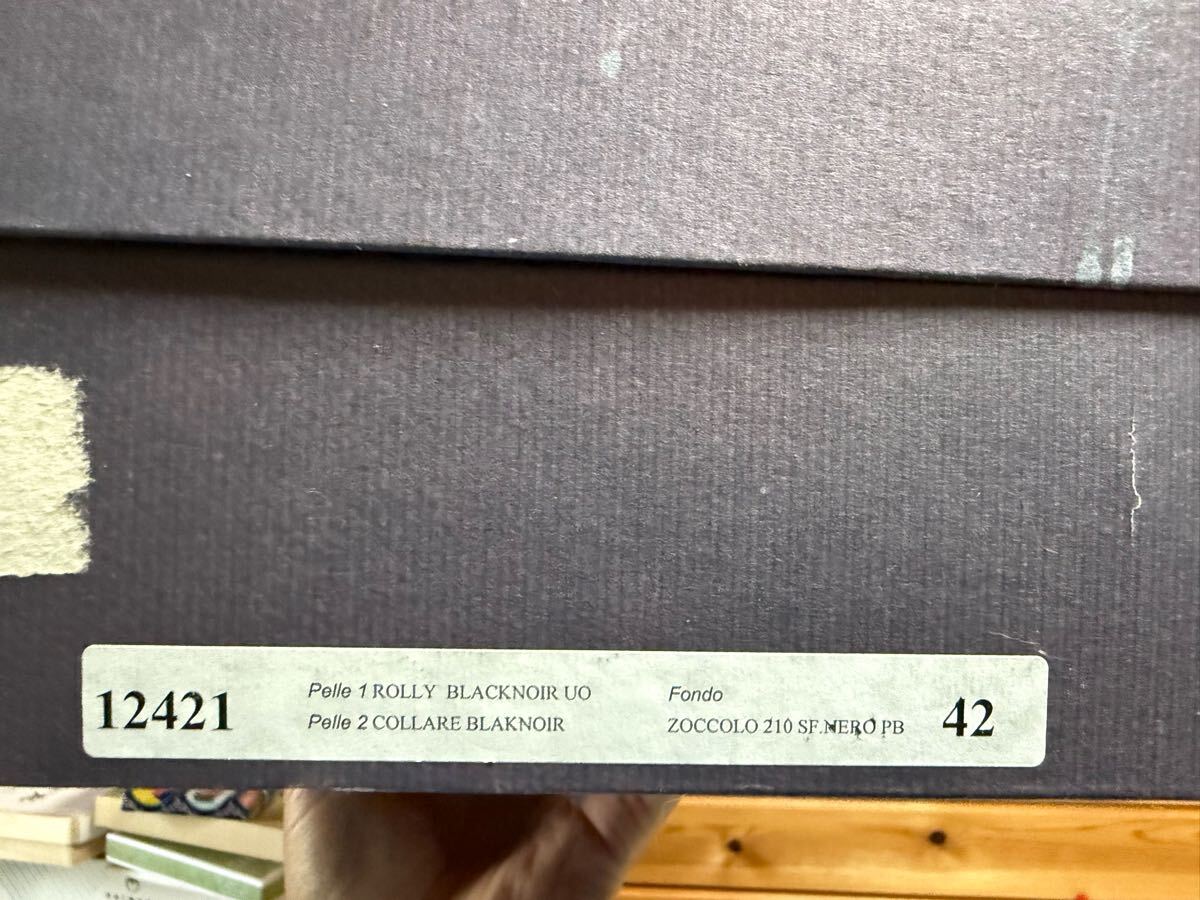 12421
Pelle 1 ROLLY BLACKNOIR UO
Pelle 2 COLLARE BLAKNOIR
Fondo
ZOCCOLO 210 SF.NERO PB
42